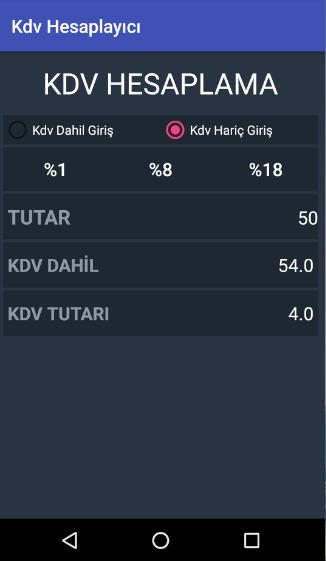 Kdv Hesaplayıcı
KDV HESAPLAMA
Kdv Dahil Giriş Kdv Hariç Giriş
%1 %8 %18
TUTAR 50
KDV DAHİL 54.0
KDV TUTARI 4.0